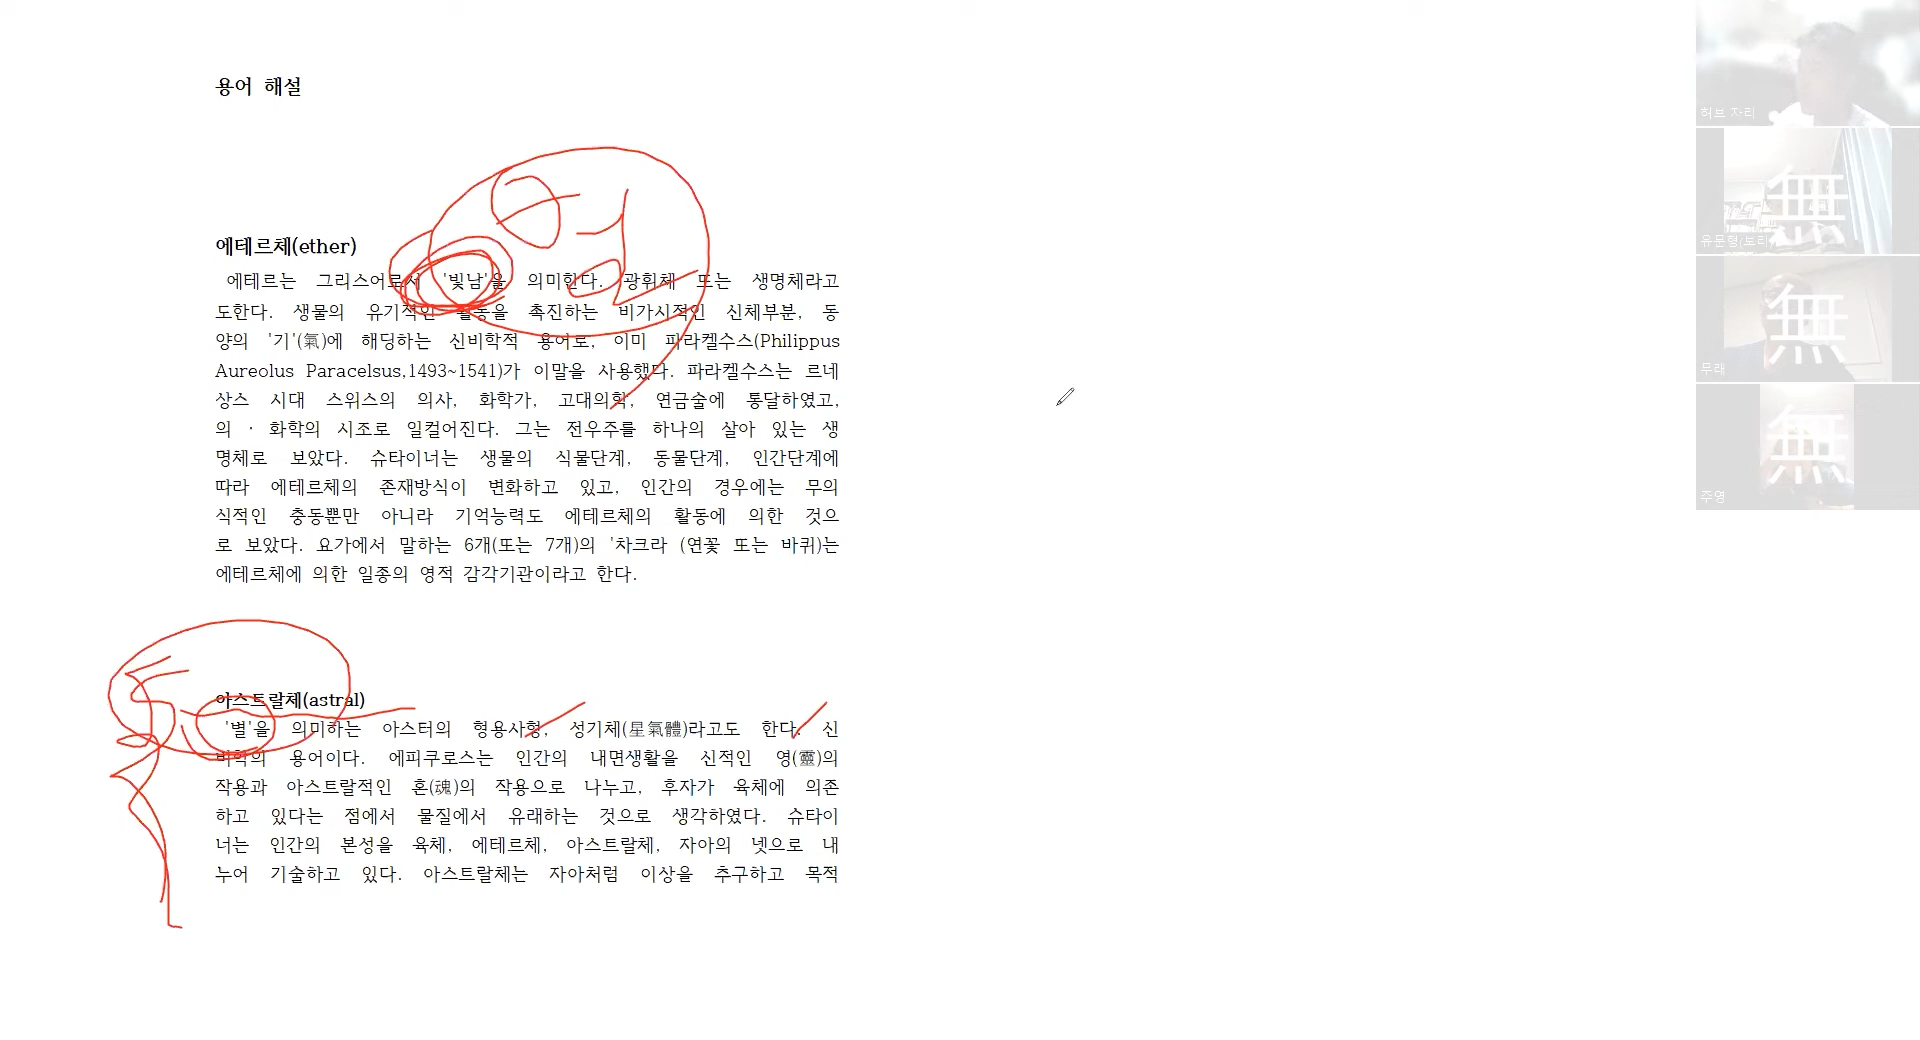 용어 해설
에테르체(ether)
에테르는 그리스어로서 '빛남'을 의미한다. 광휘체 또는 생명체라고
도한다. 생물의 유기적인 활동을 촉진하는 비가시적인 신체부분, 동
양의 '기'(氣)에 해딩하는 신비학적 용어로, 이미 파라켈수스(Philippus
Aureolus Paracelsus,1493~1541)가 이말을 사용했다. 파라켈수스는 르네
상스 시대 스위스의 의사, 화학가, 고대의학, 연금술에 통달하였고,
의 · 화학의 시조로 일컬어진다. 그는 전우주를 하나의 살아 있는 생
명체로 보았다. 슈타이너는 생물의 식물단계, 동물단계, 인간단계에
따라 에테르체의 존재방식이 변화하고 있고, 인간의 경우에는 무의
식적인 충동뿐만 아니라 기억능력도 에테르체의 활동에 의한 것으
로 보았다. 요가에서 말하는 6개(또는 7개)의 '차크라 (연꽃 또는 바퀴)는
에테르체에 의한 일종의 영적 감각기관이라고 한다.
아스트랄체(astral)
'별'을 의미하는 아스터의 형용사형, 성기체(星氣體)라고도 한다. 신
비학의 용어이다. 에피쿠로스는 인간의 내면생활을 신적인 영(靈)의
작용과 아스트랄적인 혼(魂)의 작용으로 나누고, 후자가 육체에 의존
하고 있다는 점에서 물질에서 유래하는 것으로 생각하였다. 슈타이
너는 인간의 본성을 육체, 에테르체, 아스트랄체, 자아의 넷으로 내
누어 기술하고 있다. 아스트랄체는 자아처럼 이상을 추구하고 목적
허브 자리
無
유문형(보리
無
무래
無
주영